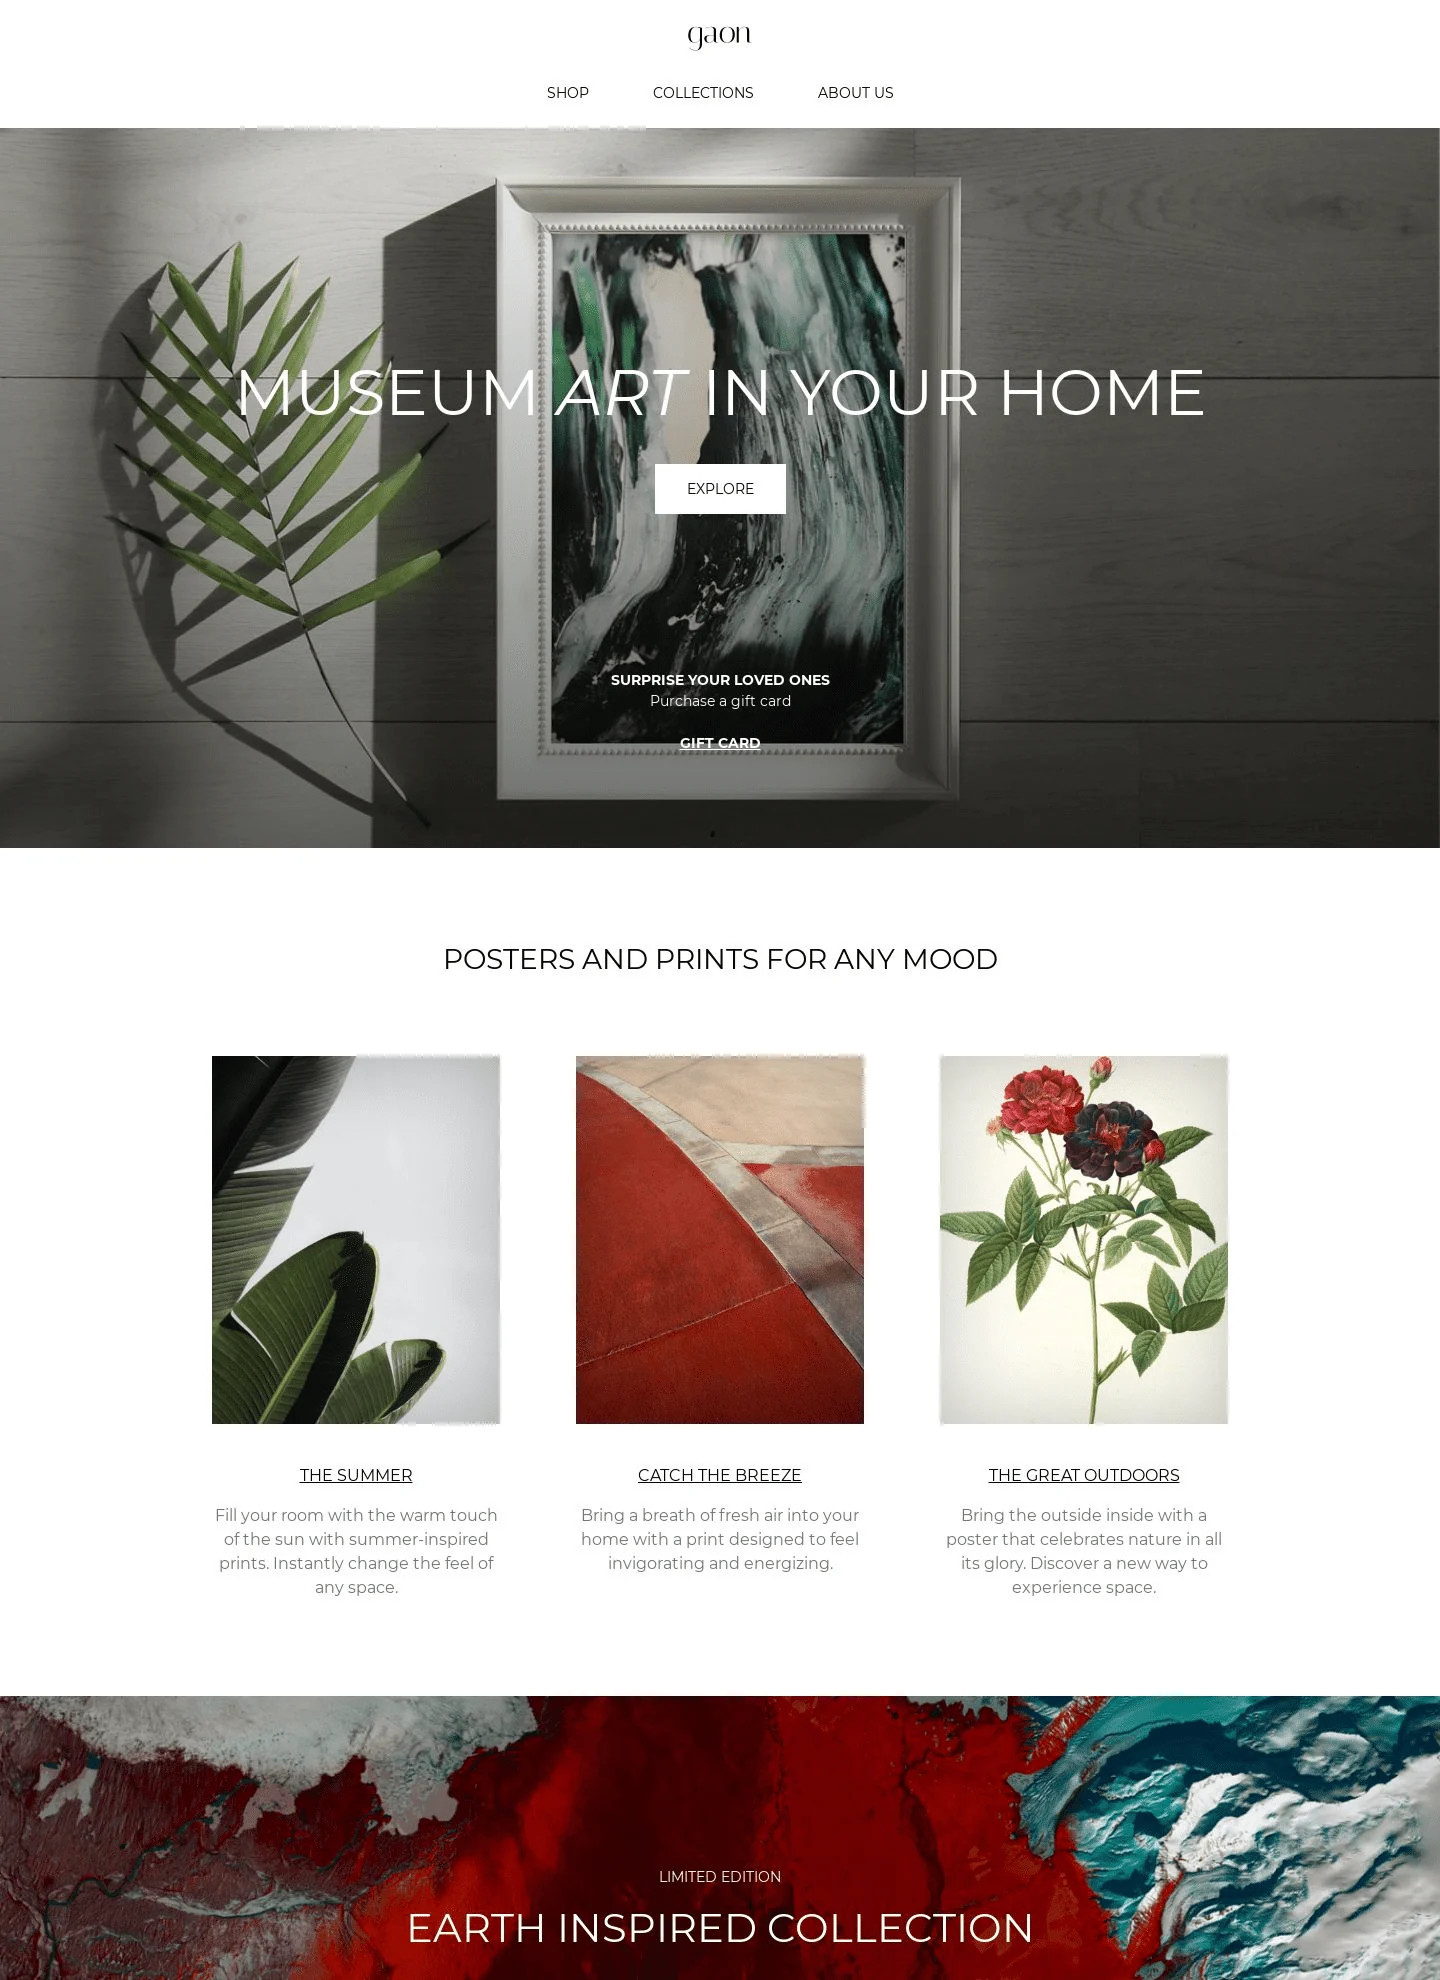 gaon
SHOP COLLECTIONS ABOUT US
MUSEUM ART IN YOUR HOME
EXPLORE
SURPRISE YOUR LOVED ONES
Purchase a gift card
GIFT CARD
POSTERS AND PRINTS FOR ANY MOOD
THE SUMMER
Fill your room with the warm touch
of the sun with summer-inspired
prints. Instantly change the feel of
any space.
CATCH THE BREEZE
Bring a breath of fresh air into your
home with a print designed to feel
invigorating and energizing.
THE GREAT OUTDOORS
Bring the outside inside with a
poster that celebrates nature in all
its glory. Discover a new way to
experience space.
LIMITED EDITION
EARTH INSPIRED COLLECTION